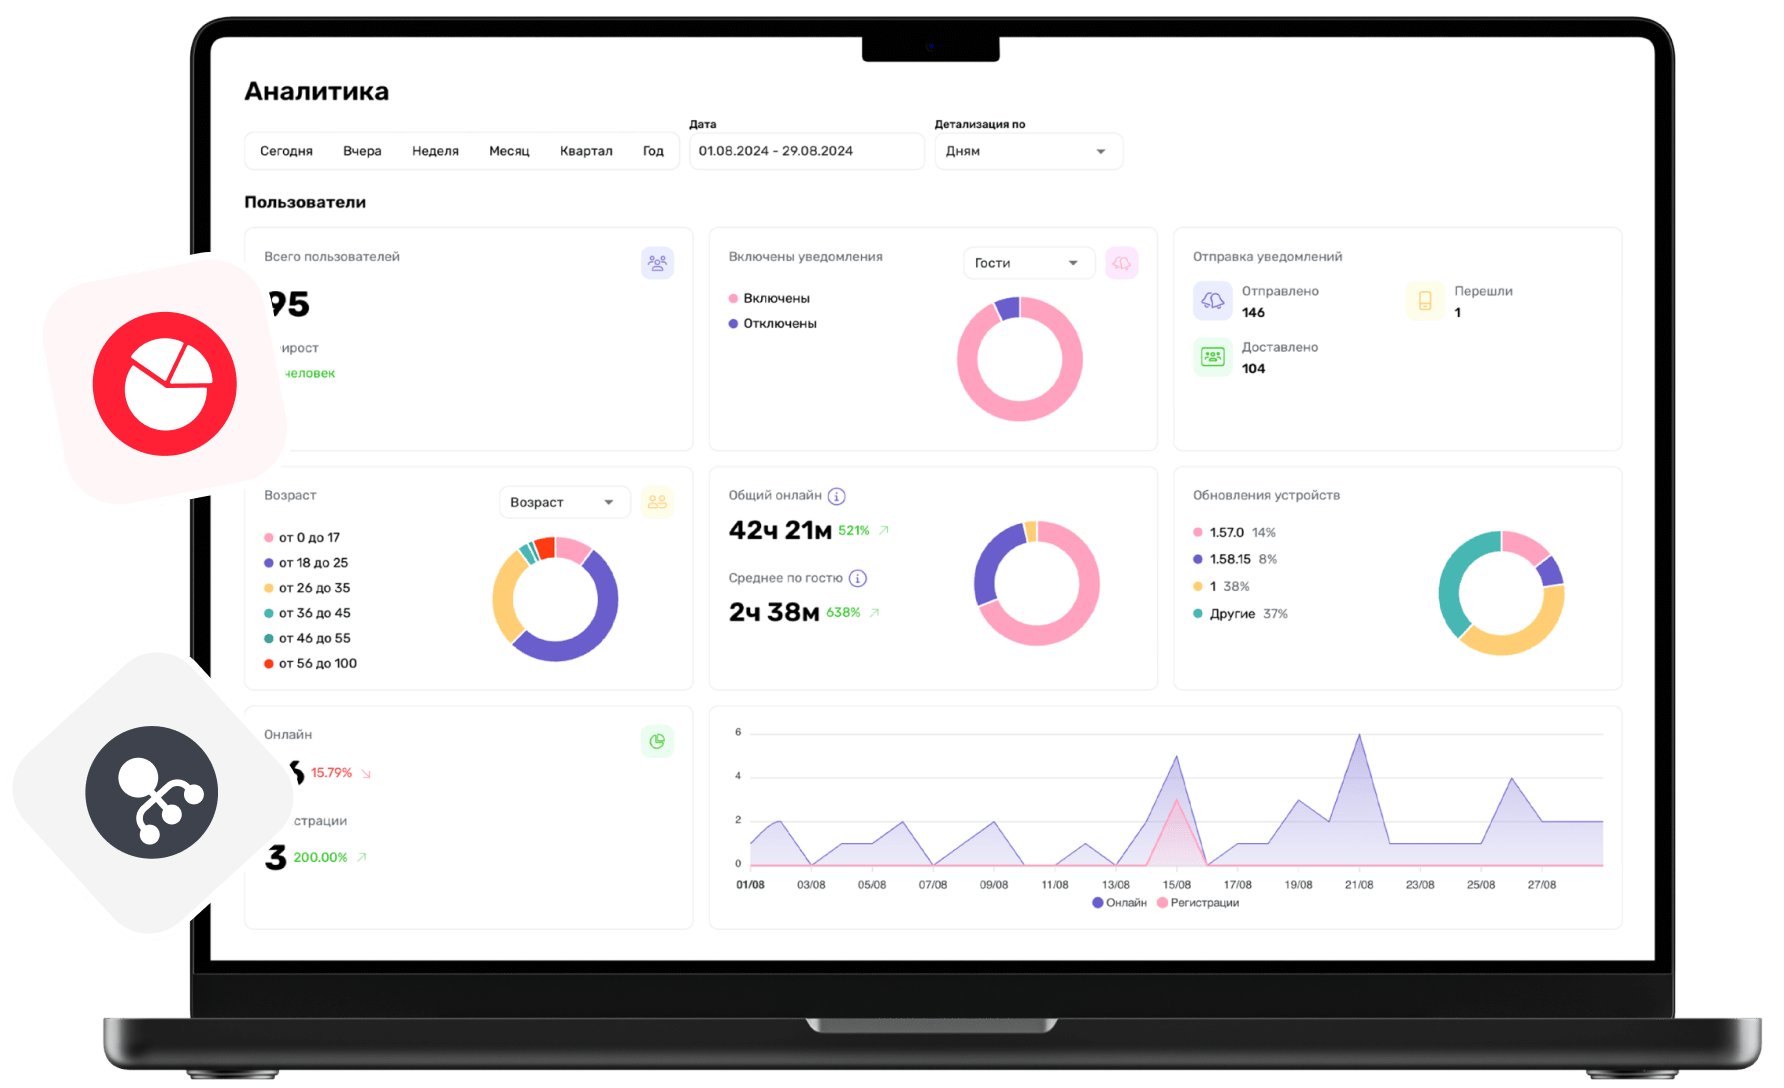 Аналитика
Дата
Детализация по
Сегодня Вчера Неделя Месяц Квартал Год
01.08.2024 - 29.08.2024
Дням
Пользователи
Всего пользователей
95
человек
Включены уведомления
Гости
Включены
Отключены
Отправка уведомлений
Отправлено
146
Перешли
1
Доставлено
104
Возраст
Возраст
от 0 до 17
от 18 до 25
от 26 до 35
от 36 до 45
от 46 до 55
от 56 до 100
Общий онлайн
42ч 21м 521%
Среднее по гостю
2ч 38м 638%
Обновления устройств
1.57.0 14%
1.58.15 8%
1 38%
Другие 37%
Онлайн
15.79%
3 200.00%
6
4
2
0
01/08 03/08 05/08 07/08 09/08 11/08 13/08 15/08 17/08 19/08 21/08 23/08 25/08 27/08
Онлайн Регистрации